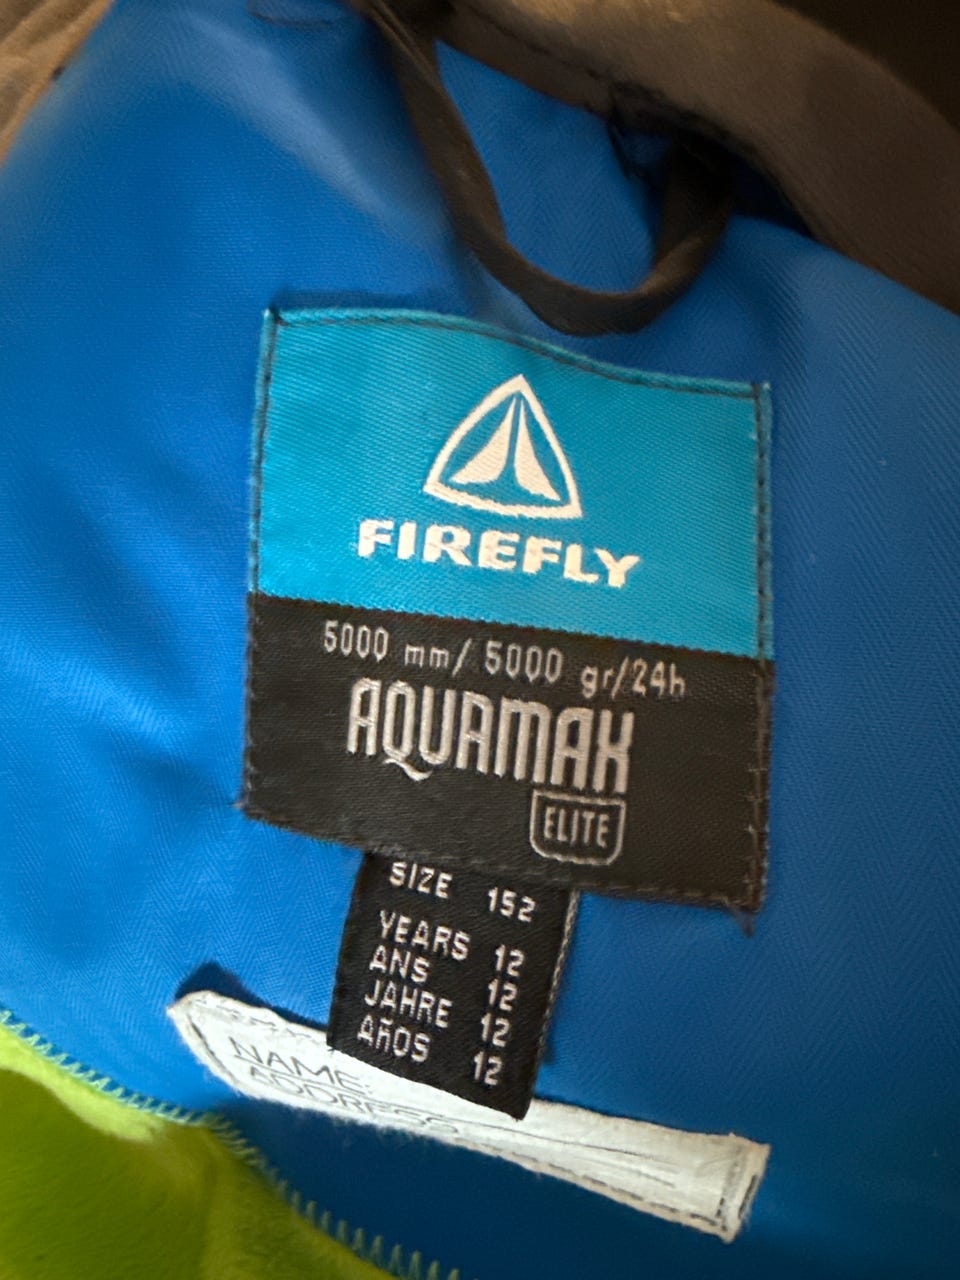 FIREFLY
5000 mm/ 5000 gr/24h
AQUAMAX
ELITE
SIZE 152
YEARS 12
ANS 12
JAHRE 12
AÑOS 12
NAME:
ADDRESS